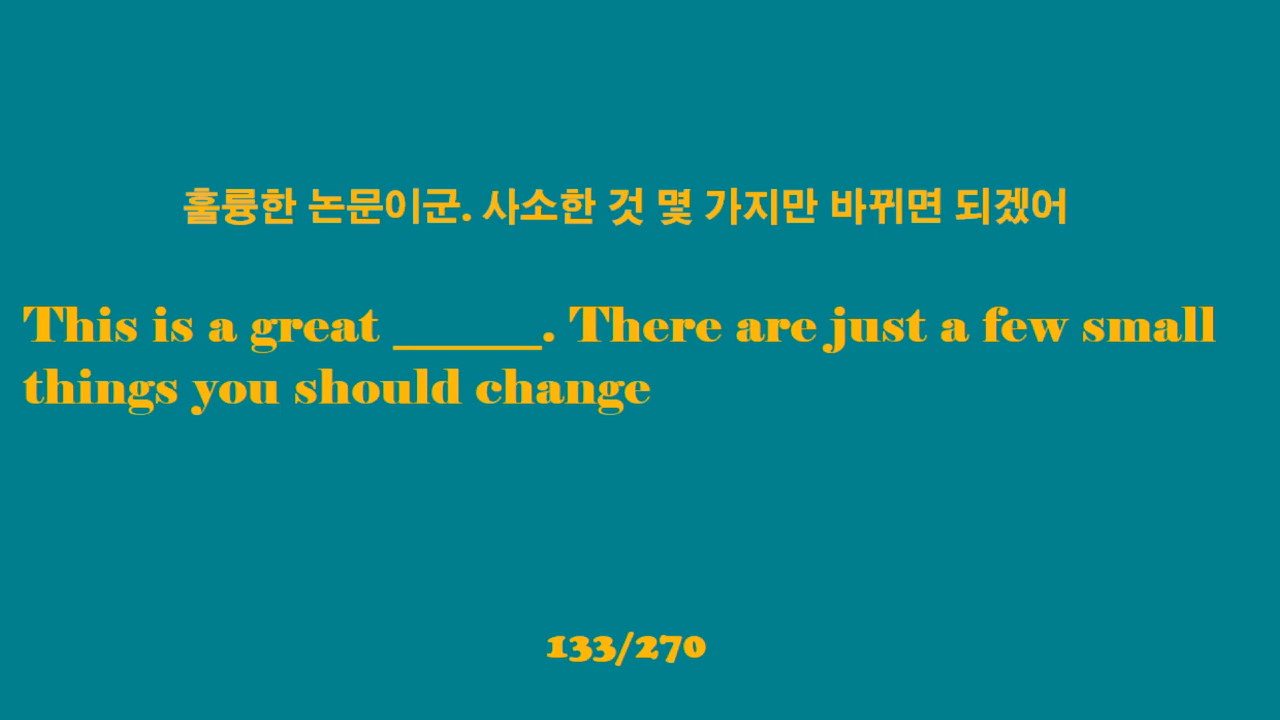 훌륭한 논문이군. 사소한 것 몇 가지만 바뀌면 되겠어
This is a great ______. There are just a few small
things you should change
133/270